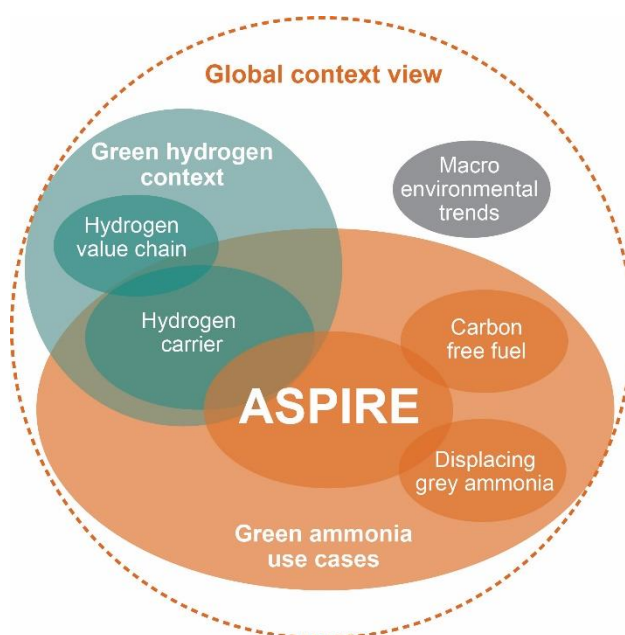 Global context view
Green hydrogen
context
Macro
environmental
trends
Hydrogen
value chain
Hydrogen
carrier
Carbon
free fuel
ASPIRE
Displacing
grey ammonia
Green ammonia
use cases